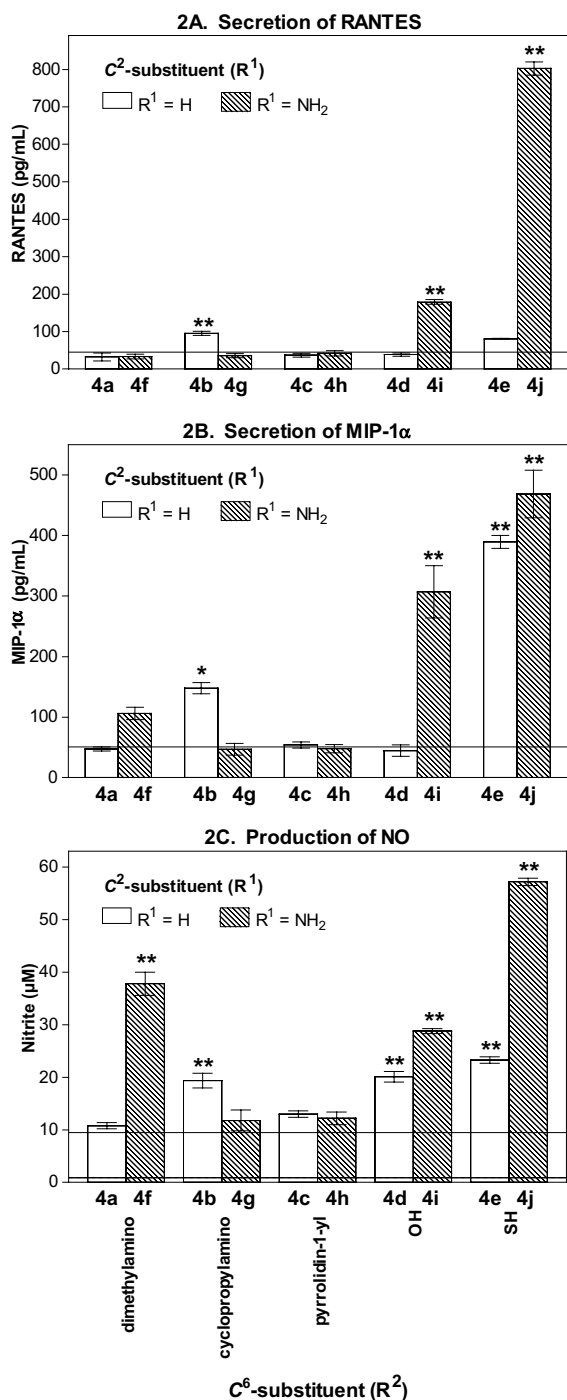 2A. Secretion of RANTES
C²-substituent (R¹)
R¹ = H R¹ = NH₂
RANTES (pg/mL)
800
700
600
500
400
300
200
100
0
**
**
**
4a 4f 4b 4g 4c 4h 4d 4i 4e 4j
2B. Secretion of MIP-1α
C²-substituent (R¹)
R¹ = H R¹ = NH₂
MIP-1α (pg/mL)
500
400
300
200
100
0
*
**
**
**
4a 4f 4b 4g 4c 4h 4d 4i 4e 4j
2C. Production of NO
C²-substituent (R¹)
R¹ = H R¹ = NH₂
Nitrite (µM)
60
50
40
30
20
10
0
**
**
**
**
**
**
4a 4f 4b 4g 4c 4h 4d 4i 4e 4j
dimethylamino
cyclopropylamino
pyrrolidin-1-yl
OH
SH
C⁶-substituent (R²)